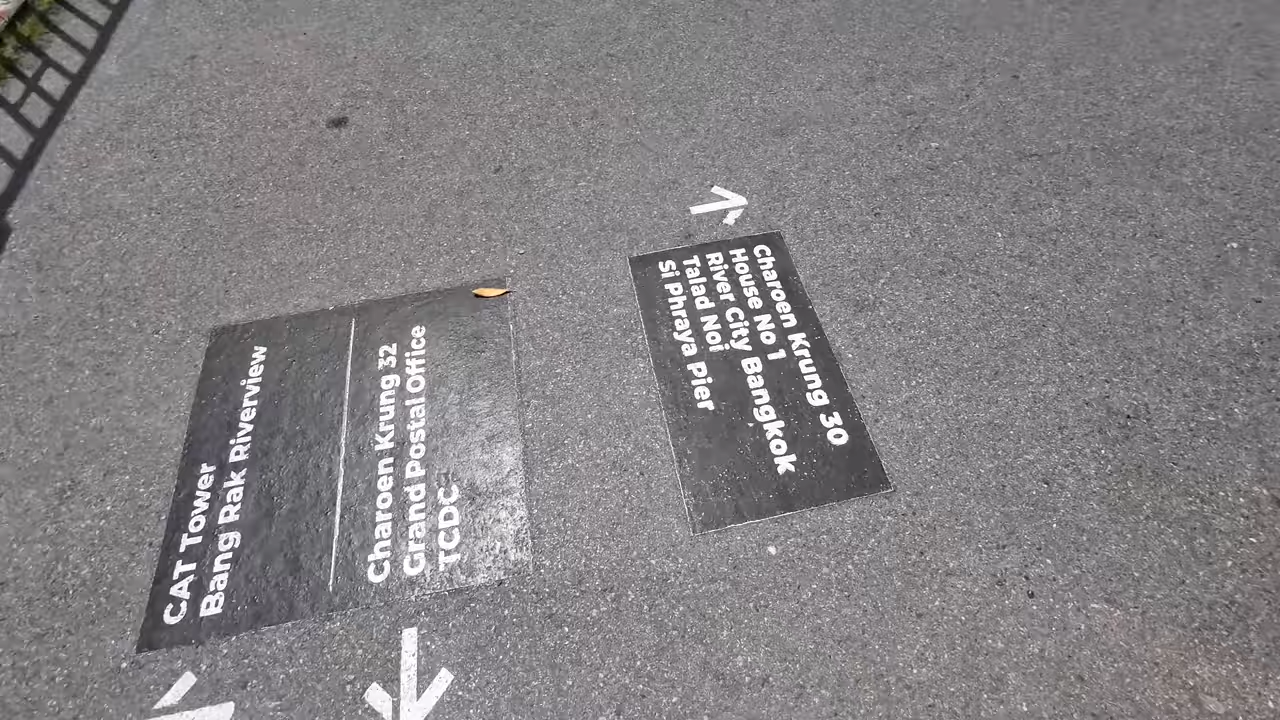 CAT Tower
Bang Rak Riverview
Charoen Krung 32
Grand Postal Office
TCDC
Charoen Krung 30
House No 1
River City Bangkok
Talad Noi
Si Phraya Pier